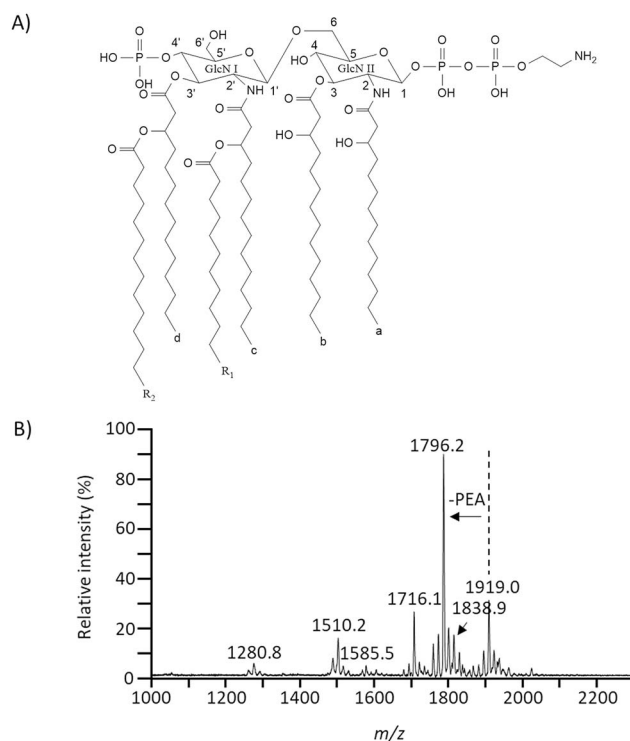 A)
OH
6'
6
HO P O
O
OH
4'
5'
O
GlcN I
O
4
5
O
HO
GlcN II
O
O P O P O
O O
OH OH
NH2
3'
2'
NH
1'
O
3
2
NH
1
O
O
O
O
O
O
HO
HO
O
O
O
O
a
b
c
d
R1
R2
B)
Relative intensity (%)
100
80
60
40
20
0
1796.2
-PEA
1919.0
1838.9
1716.1
1510.2
1585.5
1280.8
1000 1200 1400 1600 1800 2000 2200
m/z